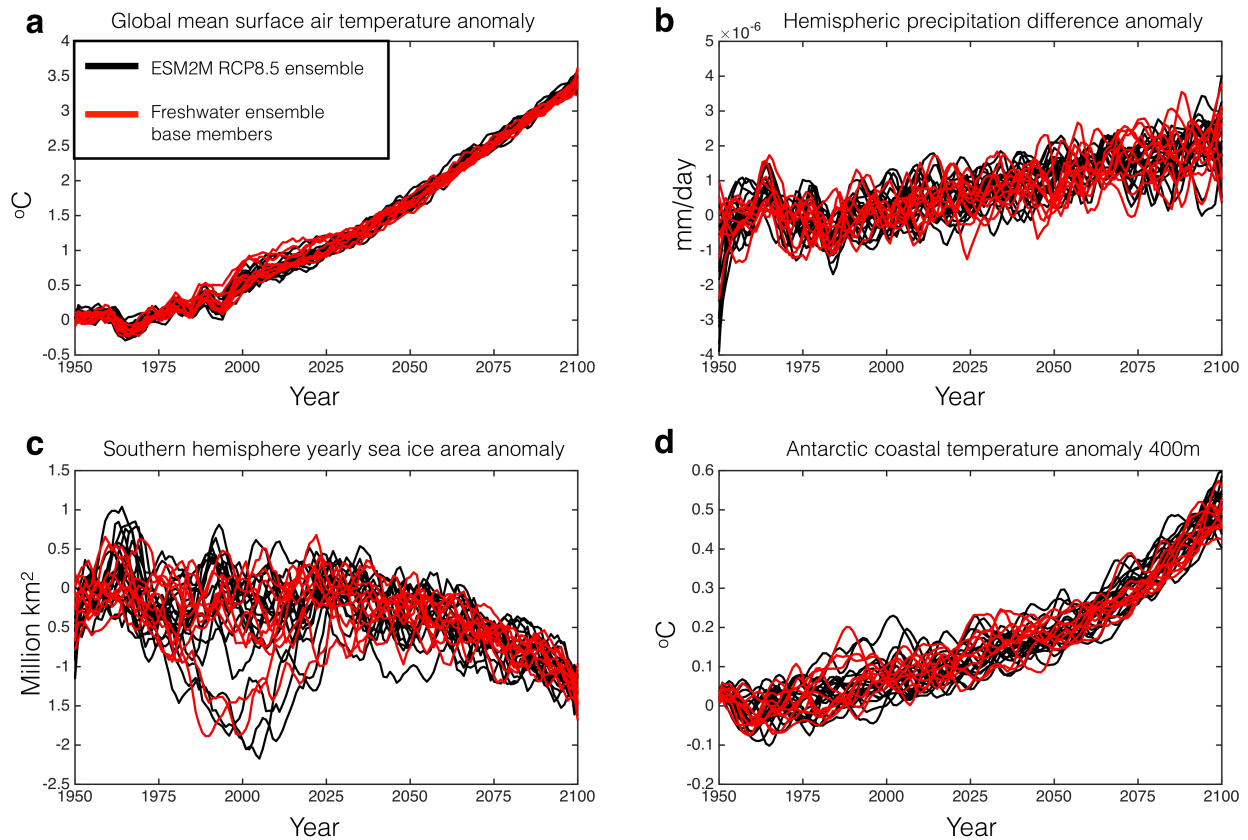 a
Global mean surface air temperature anomaly
4
3.5
3
2.5
2
1.5
1
0.5
0
-0.5
ESM2M RCP8.5 ensemble
Freshwater ensemble
base members
ºC
1950 1975 2000 2025 2050 2075 2100
Year
b
Hemispheric precipitation difference anomaly
×10⁻⁶
5
4
3
2
1
0
-1
-2
-3
-4
mm/day
1950 1975 2000 2025 2050 2075 2100
Year
c
Southern hemisphere yearly sea ice area anomaly
1.5
1
0.5
0
0.5
-1
1.5
-2
-2.5
Million km²
1950 1975 2000 2025 2050 2075 2100
Year
d
Antarctic coastal temperature anomaly 400m
0.6
0.5
0.4
0.3
0.2
0.1
0
-0.1
-0.2
ºC
1950 1975 2000 2025 2050 2075 2100
Year